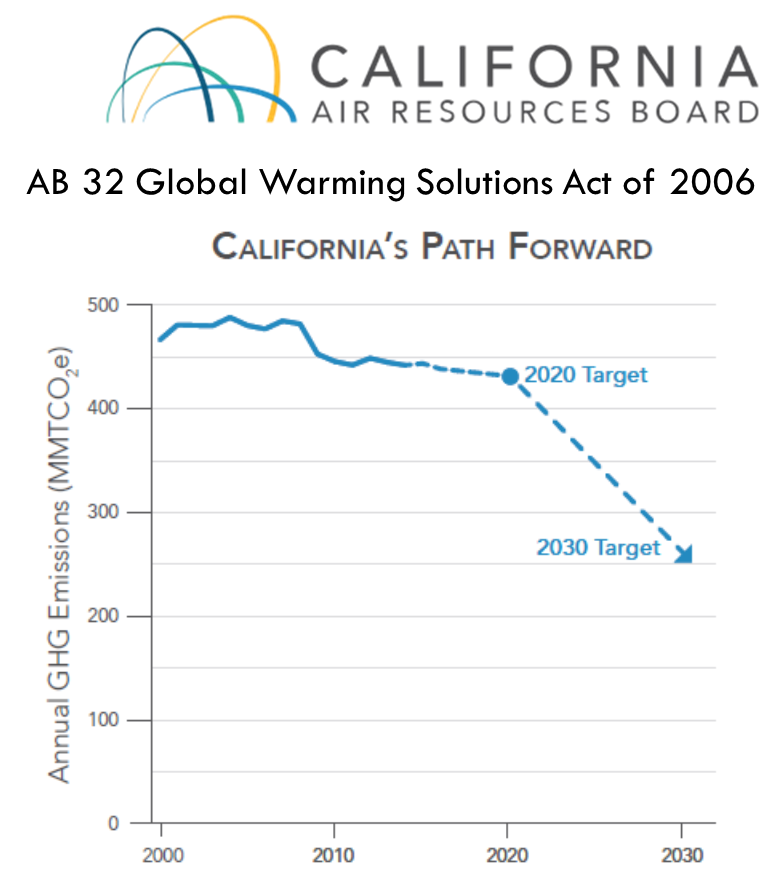 CALIFORNIA
AIR RESOURCES BOARD
AB 32 Global Warming Solutions Act of 2006
CALIFORNIA'S PATH FORWARD
Annual GHG Emissions (MMTCO₂e)
500
400
300
200
100
0
2020 Target
2030 Target
2000
2010
2020
2030